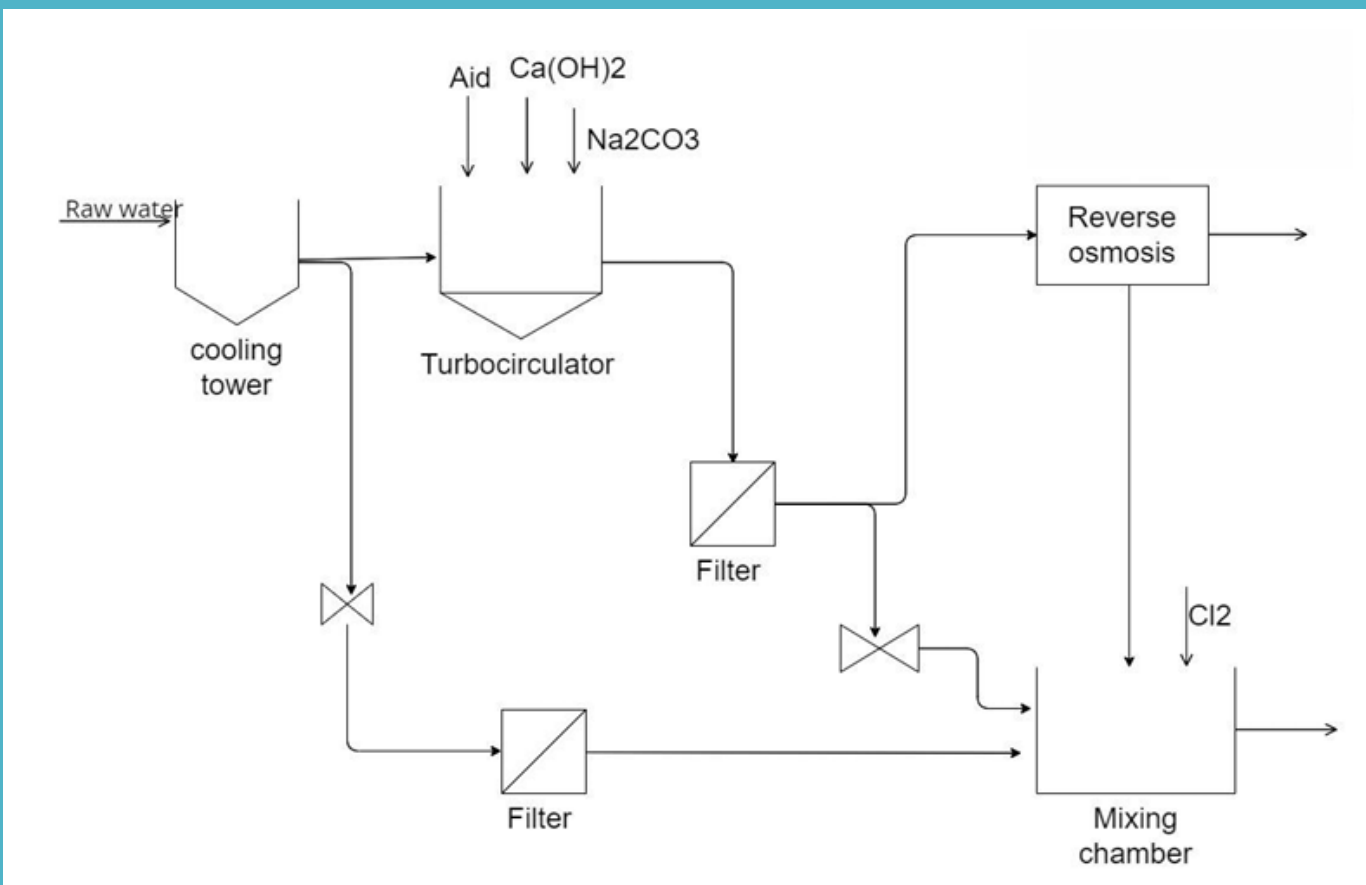 Aid
Ca(OH)2
Na2CO3
Raw water
cooling
tower
Turbocirculator
Reverse
osmosis
Filter
Cl2
Filter
Mixing
chamber